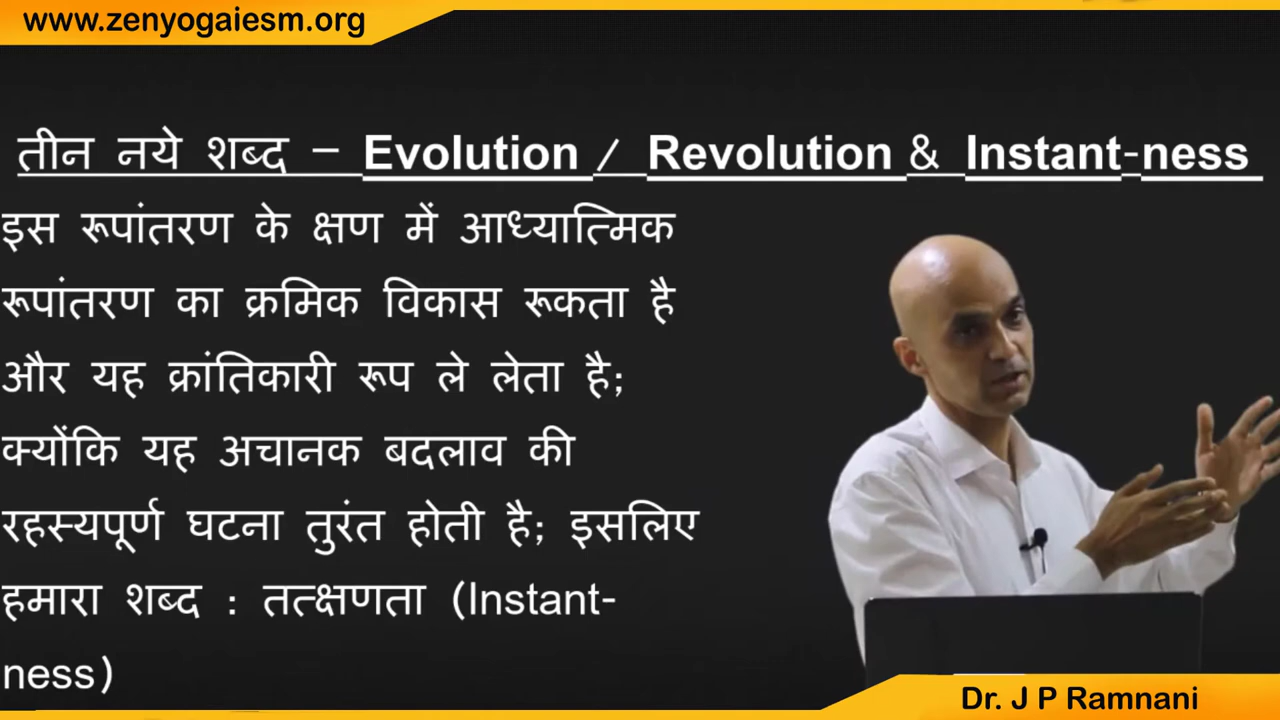 www.zenyogaiesm.org
तीन नये शब्द – Evolution / Revolution & Instant-ness
इस रूपांतरण के क्षण में आध्यात्मिक
रूपांतरण का क्रमिक विकास रूकता है
और यह क्रांतिकारी रूप ले लेता है;
क्योंकि यह अचानक बदलाव की
रहस्यपूर्ण घटना तुरंत होती है; इसलिए
हमारा शब्द : तत्क्षणता (Instant-
ness)
Dr. J P Ramnani